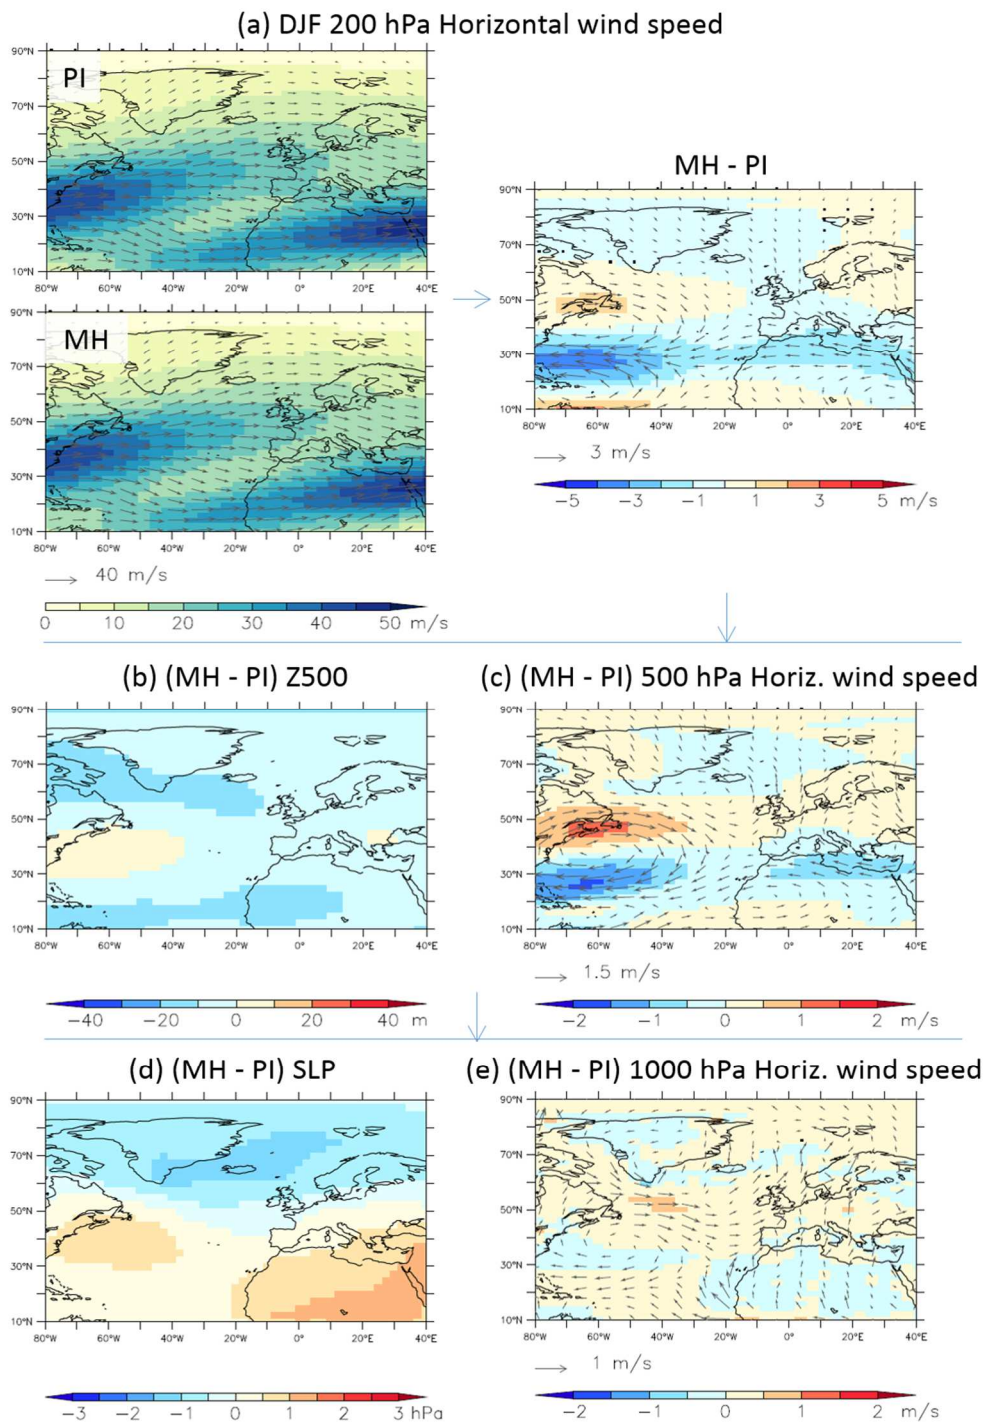 (a) DJF 200 hPa Horizontal wind speed
90°N
PI
70°N
50°N
30°N
10°N
MH - PI
90°N
70°N
50°N
30°N
10°N
80°W 60°W 40°W 20°W 0° 20°E 40°E
3 m/s
−5 −3 −1 1 3 5 m/s
90°N
MH
70°N
50°N
30°N
10°N
80°W 60°W 40°W 20°W 0° 20°E 40°E
40 m/s
0 10 20 30 40 50 m/s
(b) (MH - PI) Z500
90°N
70°N
50°N
30°N
10°N
80°W 60°W 40°W 20°W 0° 20°E 40°E
−40 −20 0 20 40 m
(c) (MH - PI) 500 hPa Horiz. wind speed
90°N
70°N
50°N
30°N
10°N
80°W 60°W 40°W 20°W 0° 20°E 40°E
1.5 m/s
−2 −1 0 1 2 m/s
(d) (MH - PI) SLP
90°N
70°N
50°N
30°N
10°N
80°W 60°W 40°W 20°W 0° 20°E 40°E
−3 −2 −1 0 1 2 3 hPa
(e) (MH - PI) 1000 hPa Horiz. wind speed
90°N
70°N
50°N
30°N
10°N
80°W 60°W 40°W 20°W 0° 20°E 40°E
1 m/s
−2 −1 0 1 2 m/s